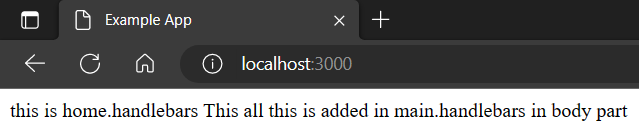 Example App
localhost:3000
this is home.handlebars This all this is added in main.handlebars in body part